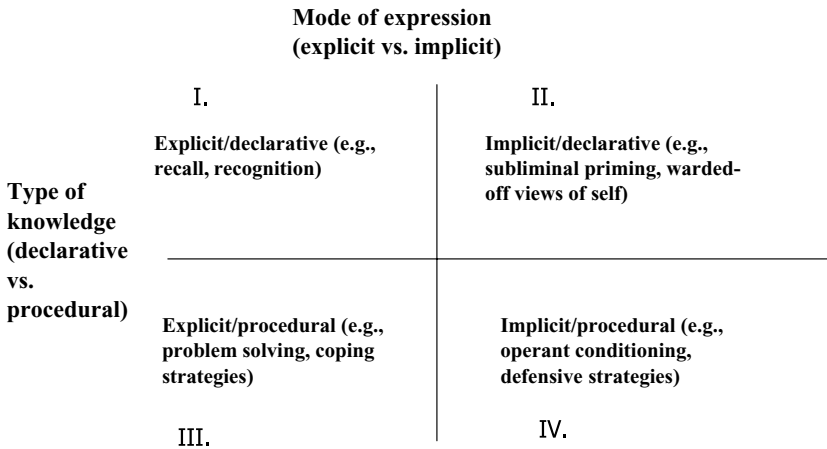 Mode of expression
(explicit vs. implicit)
I.
II.
Explicit/declarative (e.g.,
recall, recognition)
Implicit/declarative (e.g.,
subliminal priming, warded-
off views of self)
Type of
knowledge
(declarative
vs.
procedural)
Explicit/procedural (e.g.,
problem solving, coping
strategies)
Implicit/procedural (e.g.,
operant conditioning,
defensive strategies)
III.
IV.